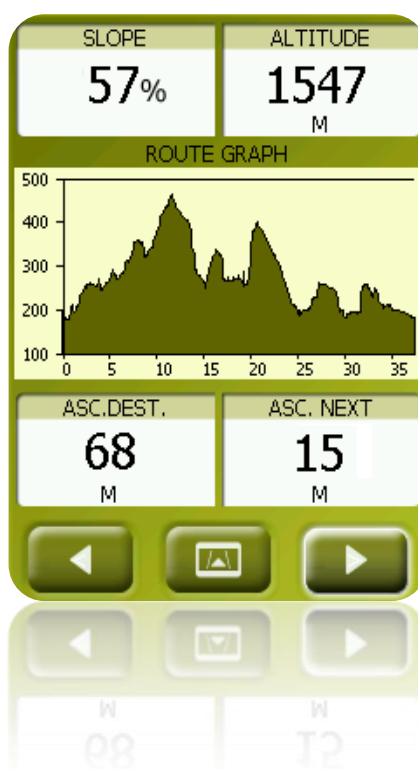 SLOPE ALTITUDE
57% 1547
M
ROUTE GRAPH
500
400
300
200
100
0 5 10 15 20 25 30 35
ASC.DEST. ASC. NEXT
68 15
M M